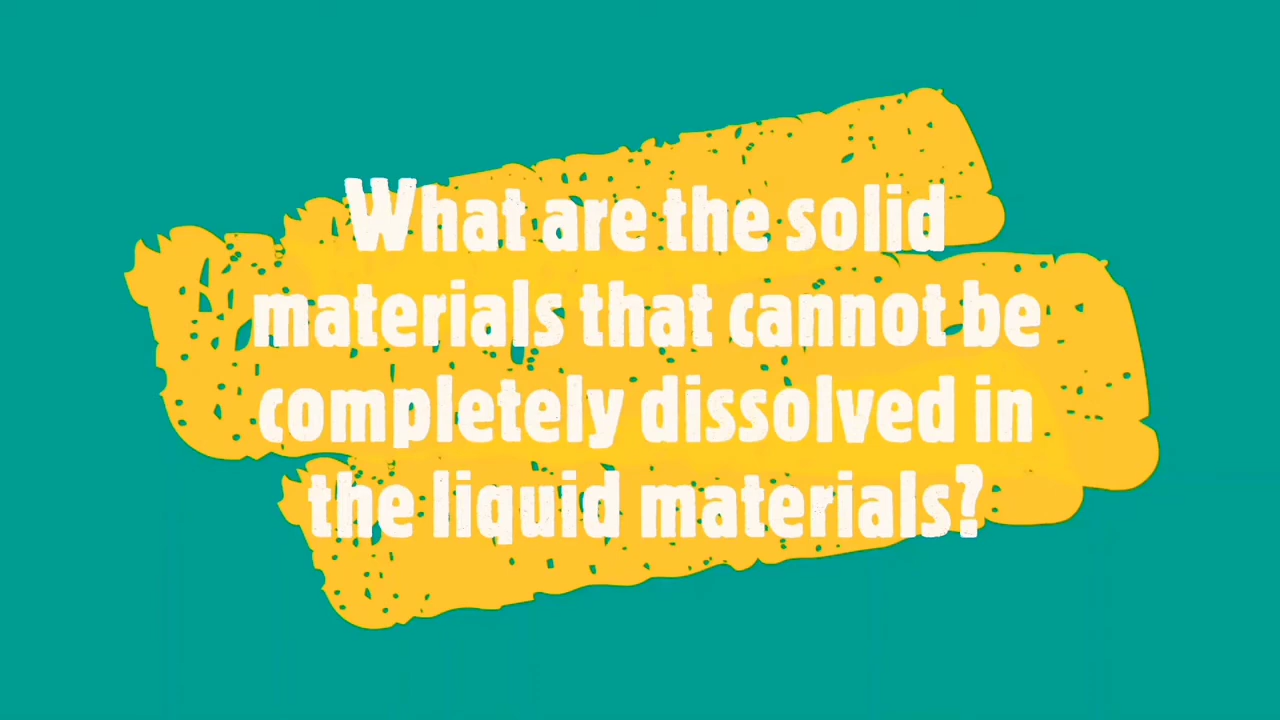 What are the solid
materials that cannot be
completely dissolved in
the liquid materials?